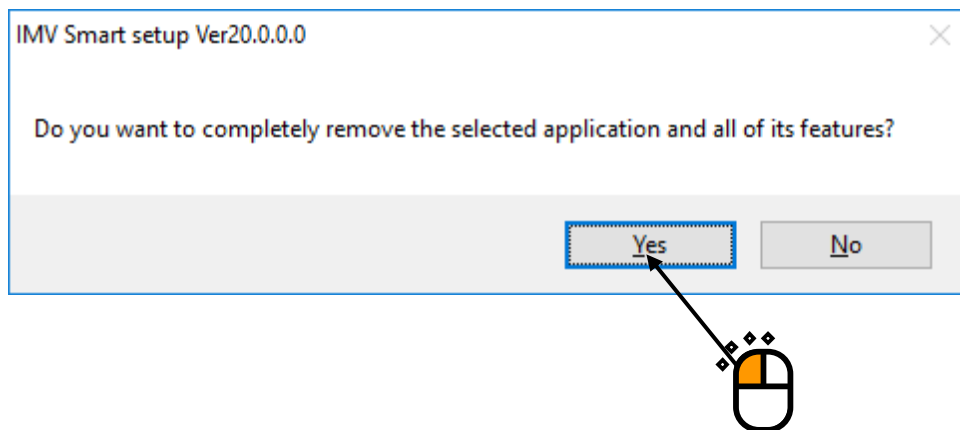 IMV Smart setup Ver20.0.0.0
Do you want to completely remove the selected application and all of its features?
Yes
No